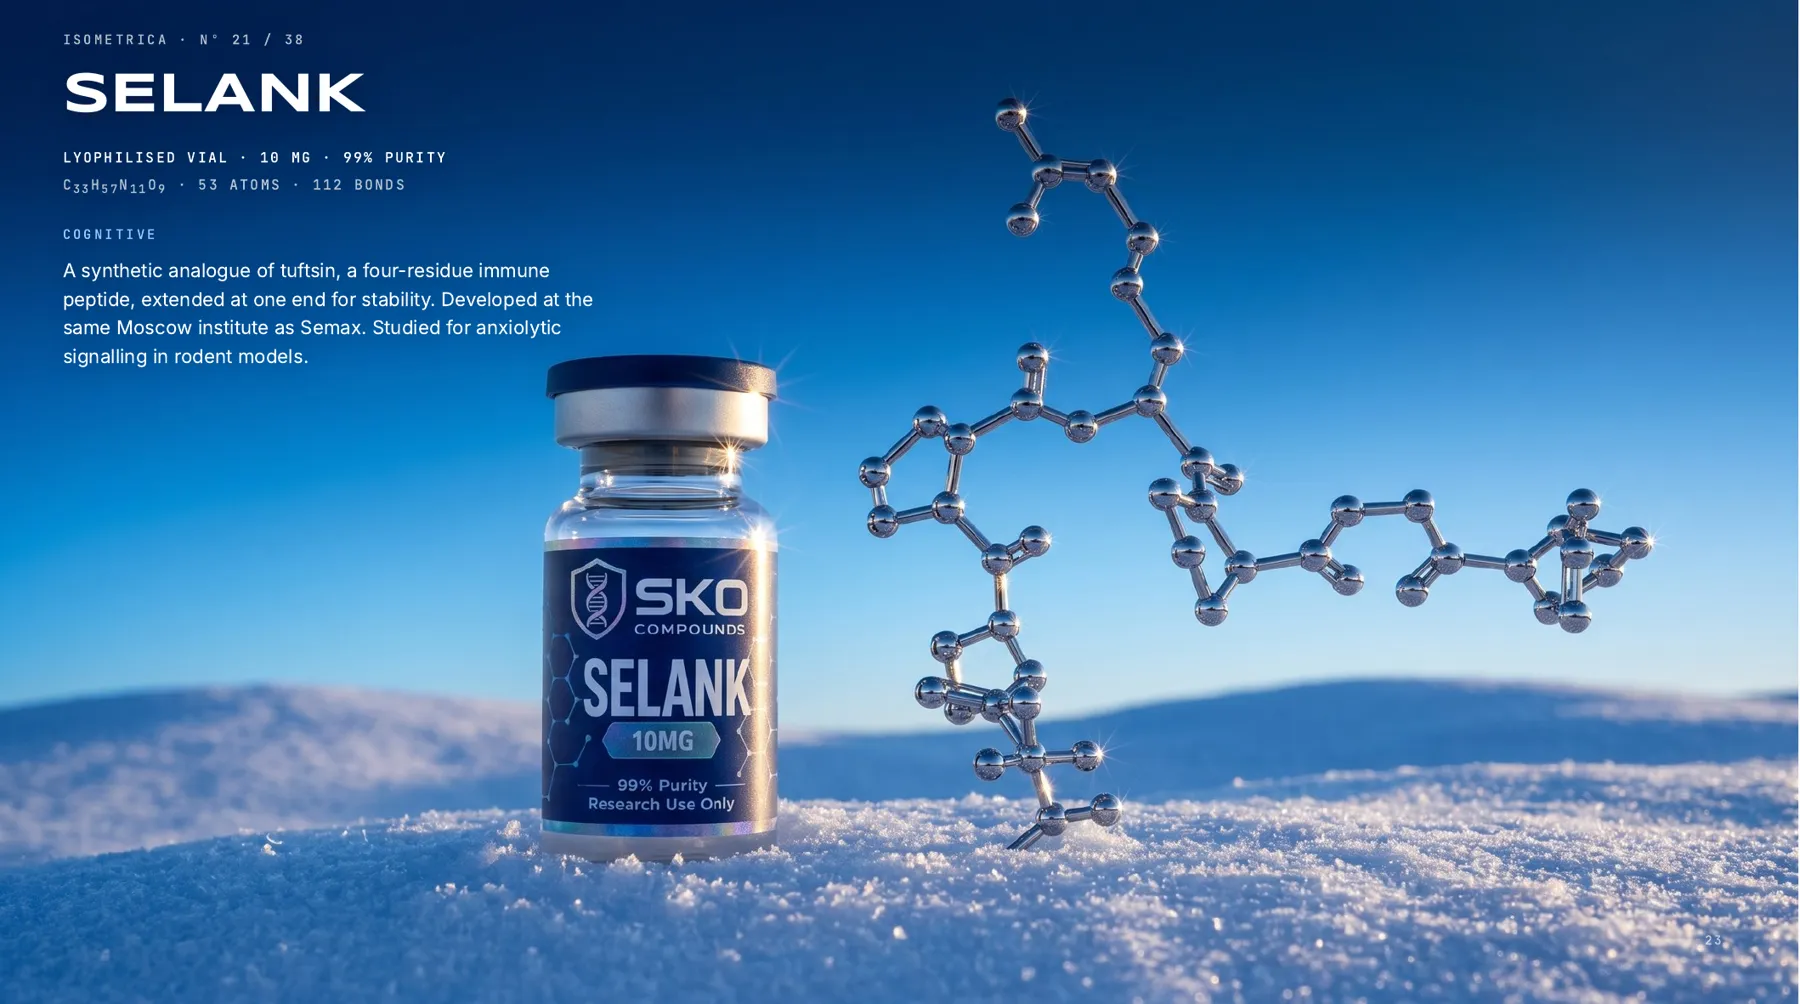 ISOMETRICA · N° 21 / 38
SELANK
LYOPHILISED VIAL · 10 MG · 99% PURITY
C₃₃H₅₇N₁₁O₉ · 53 ATOMS · 112 BONDS
COGNITIVE
A synthetic analogue of tuftsin, a four-residue immune
peptide, extended at one end for stability. Developed at the
same Moscow institute as Semax. Studied for anxiolytic
signalling in rodent models.
SKO
COMPOUNDS
SELANK
10MG
99% Purity
Research Use Only
23